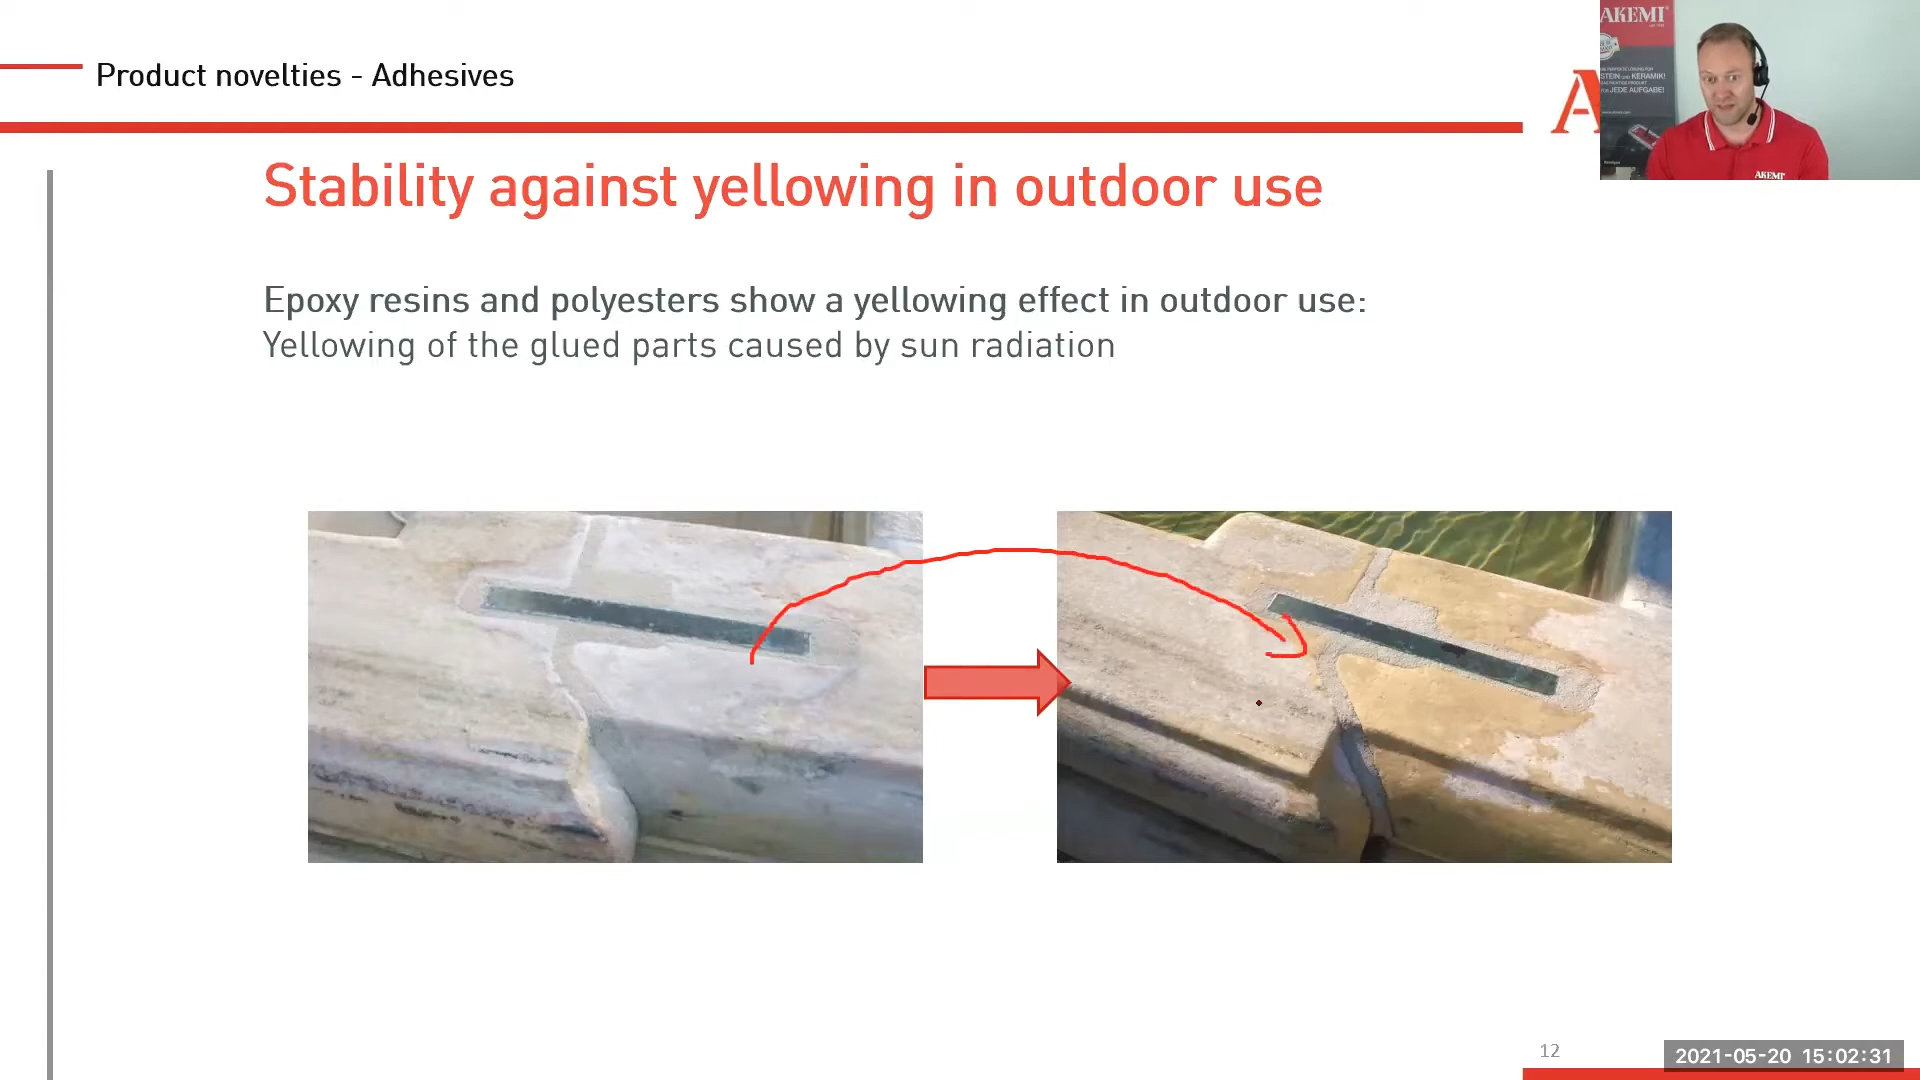 Product novelties - Adhesives
AKEMI
STEIN UND KERAMIK!
FÜR JEDE AUFGABE!
AKEMI
A
Stability against yellowing in outdoor use
Epoxy resins and polyesters show a yellowing effect in outdoor use:
Yellowing of the glued parts caused by sun radiation
12
2021-05-20 15:02:31